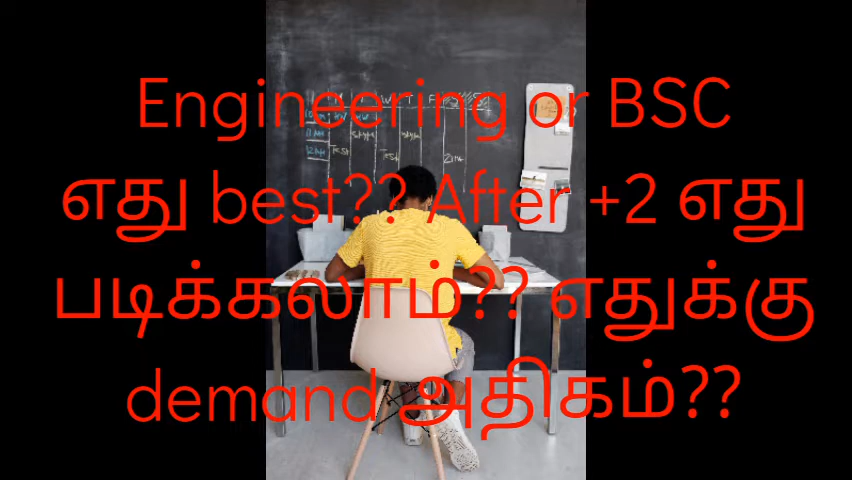 Engineering or BSC
எது best?? After +2 எது
படிக்கலாம்?? எதுக்கு
demand அதிகம்??